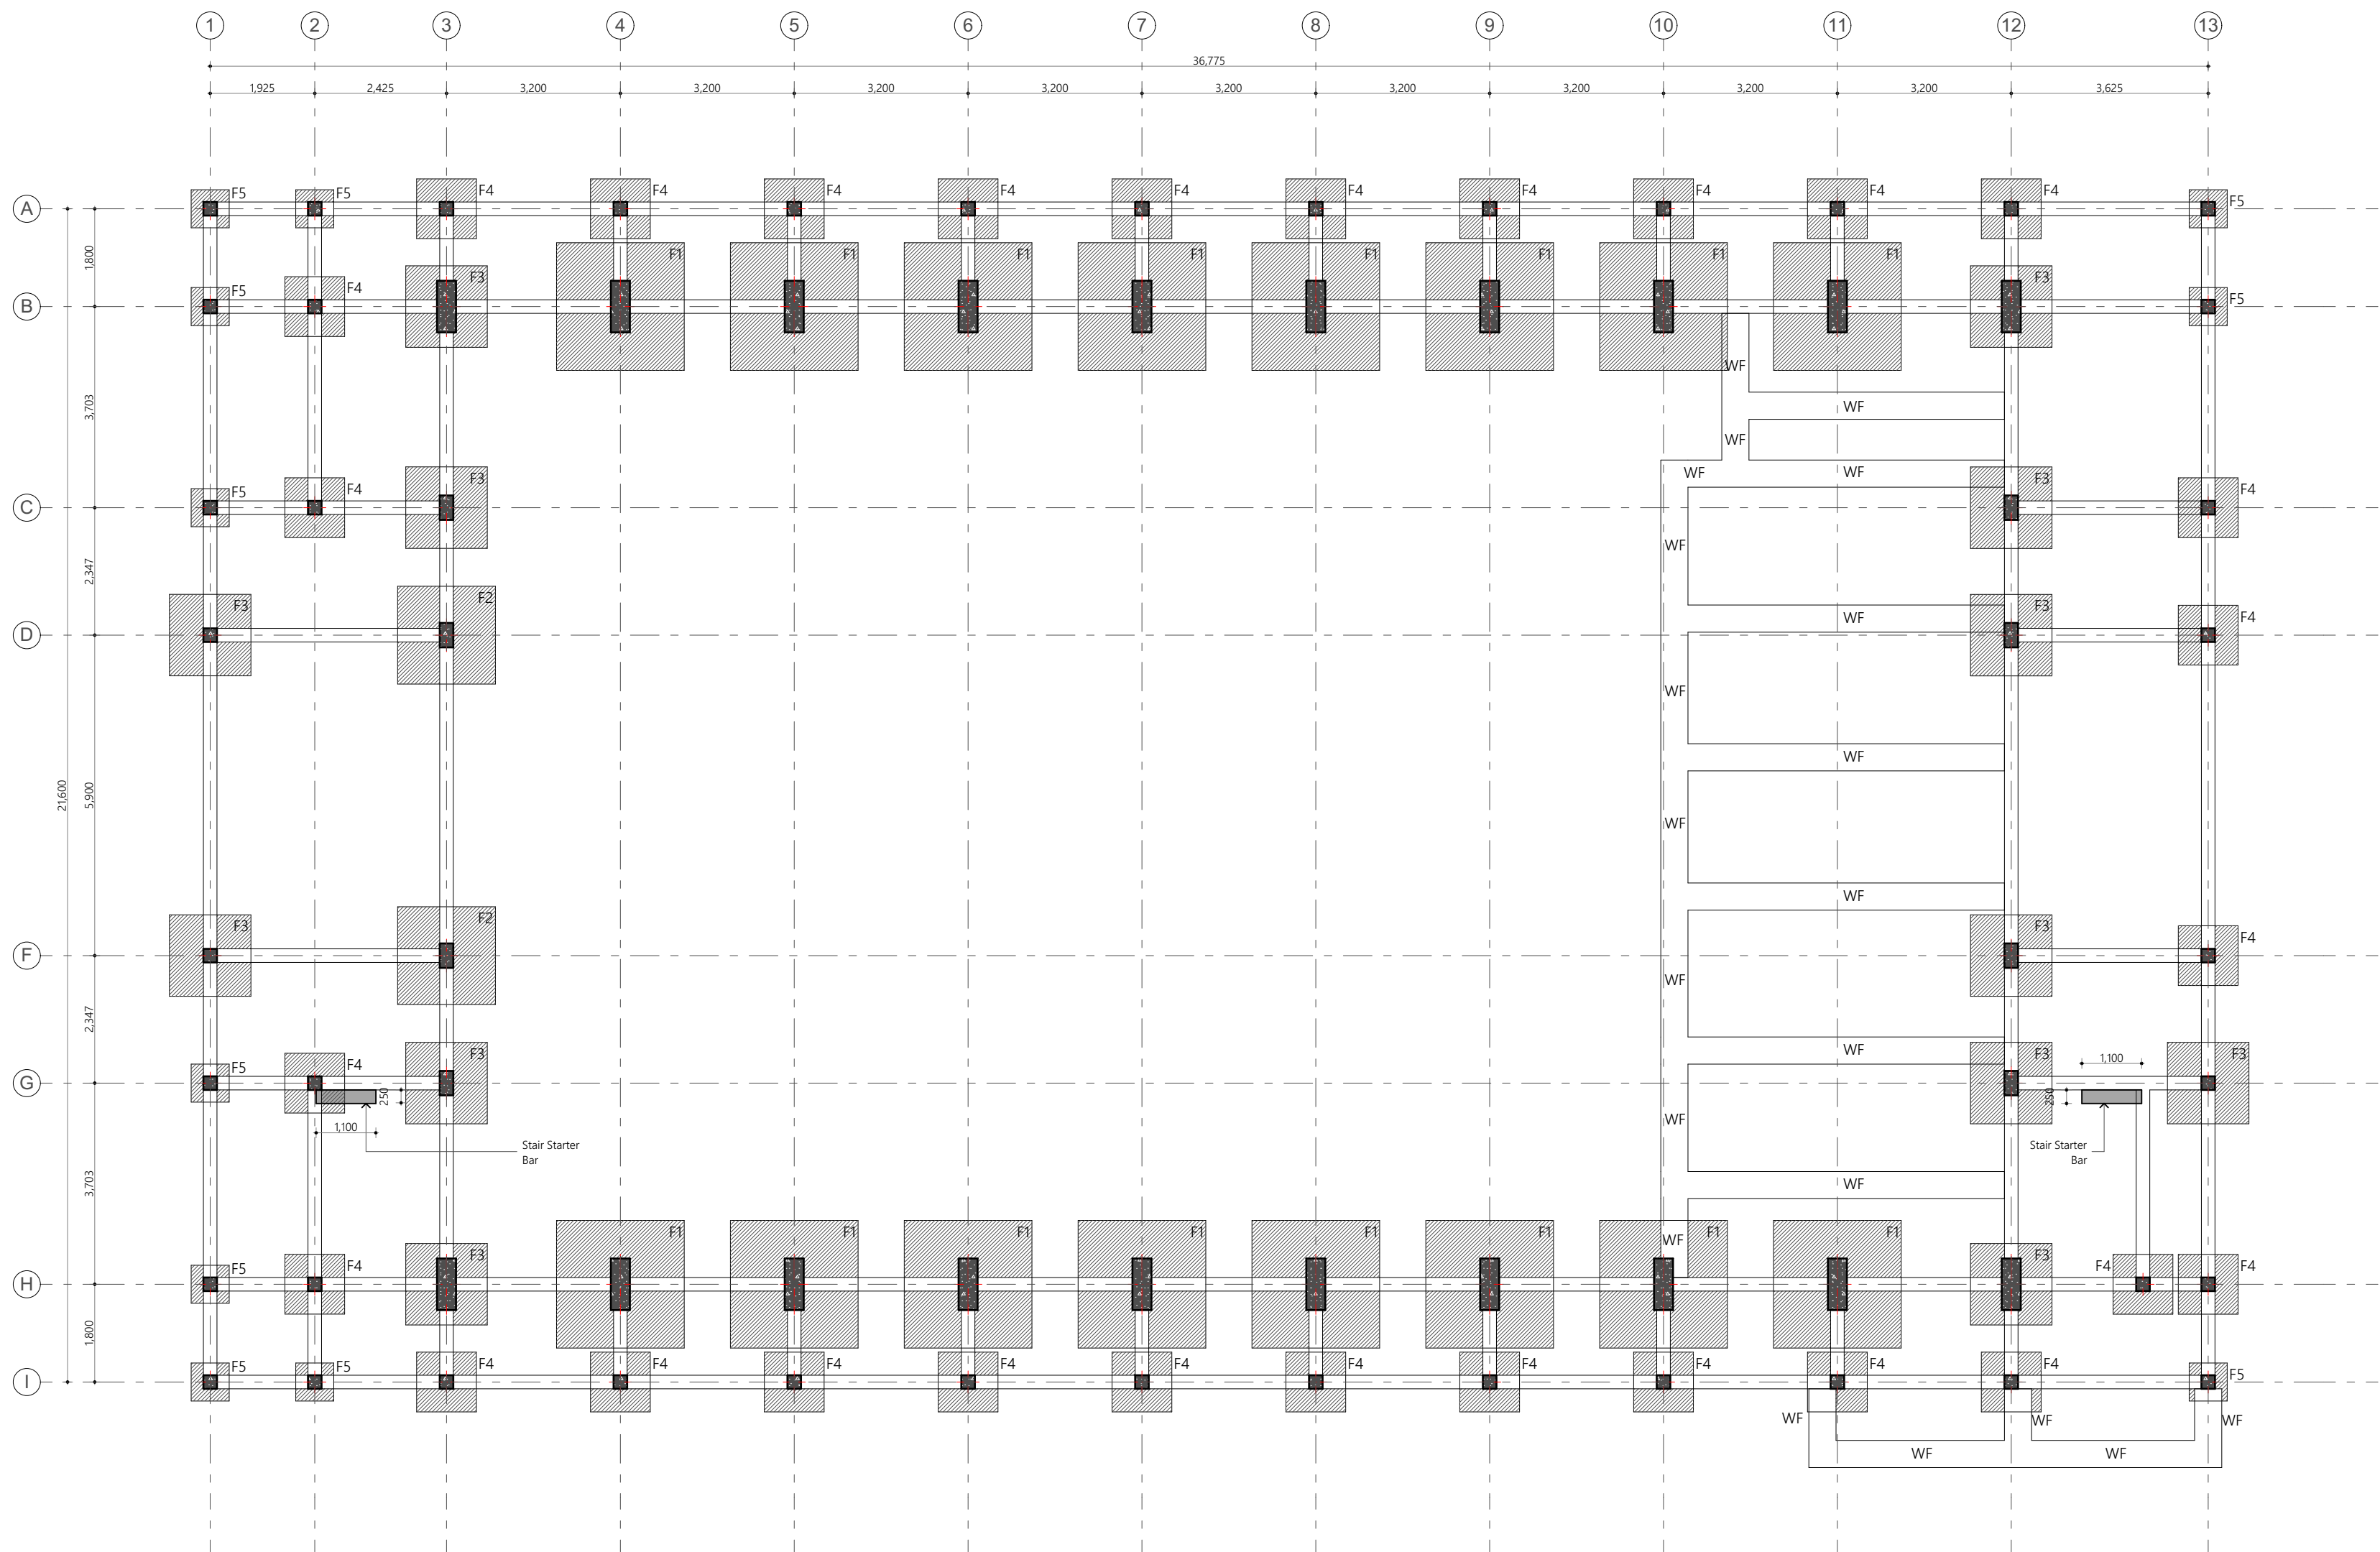 1 2 3 4 5 6 7 8 9 10 11 12 13
36,775
1,925 2,425 3,200 3,200 3,200 3,200 3,200 3,200 3,200 3,200 3,200 3,625
F5 F5 F4 F4 F4 F4 F4 F4 F4 F4 F4 F4 F5
A
1,800
F1 F1 F1 F1 F1 F1 F1 F1
F5 F4 F3 F3 F5
B
WF
3,703
WF
WF
WF WF
F5 F4 F3 F3 F4
C
WF
2,347
F3 F2 F3 F4
WF
D
WF
WF
21,600
5,900
WF
WF
F3 F2 F3 F4
F
WF
2,347
WF
F5 F4 F3 F3 F3
1,100
G
250 250
WF
1,100
Stair Starter
Bar
Stair Starter
Bar
3,703
WF
F1 F1 F1 F1 F1 F1 F1 F1
WF
F5 F4 F3 F3 F4 F4
H
1,800
F5 F5 F4 F4 F4 F4 F4 F4 F4 F4 F4 F4 F5
I
WF WF WF
WF WF